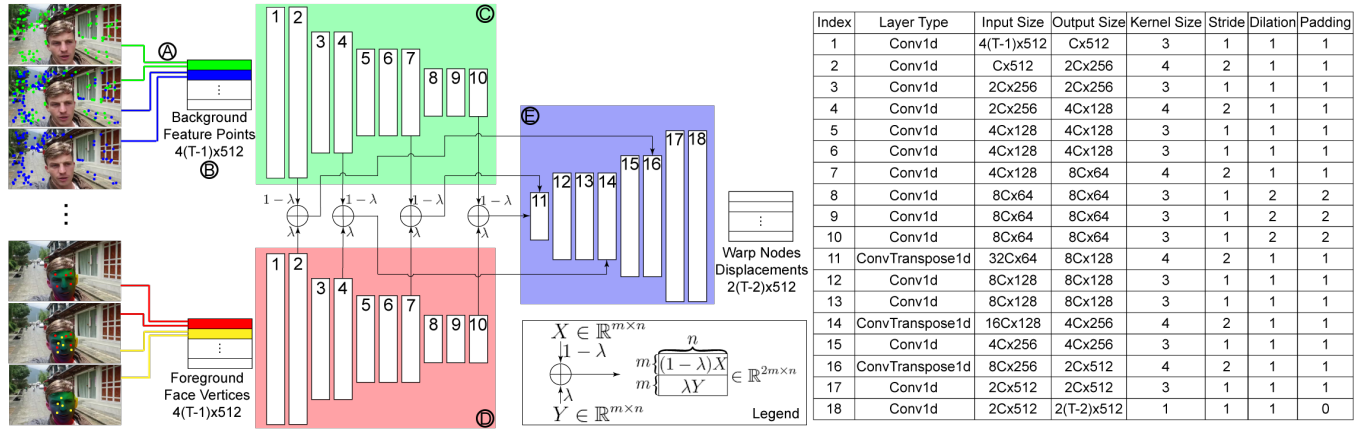 A
Background
Feature Points
4(T-1)x512
B
⋮
Foreground
Face Vertices
4(T-1)x512
C
1 2 3 4 5 6 7 8 9 10
1 − λ 1 − λ 1 − λ 1 − λ
λ λ λ λ
1 2 3 4 5 6 7 8 9 10
D
E
11 12 13 14 15 16 17 18
Warp Nodes
Displacements
2(T-2)x512
X ∈ ℝ^{m×n}
1 − λ
λ
Y ∈ ℝ^{m×n}
n
m{ (1 − λ)X
m{ λY
∈ ℝ^{2m×n}
Legend
Index Layer Type Input Size Output Size Kernel Size Stride Dilation Padding
1 Conv1d 4(T-1)x512 Cx512 3 1 1 1
2 Conv1d Cx512 2Cx256 4 2 1 1
3 Conv1d 2Cx256 2Cx256 3 1 1 1
4 Conv1d 2Cx256 4Cx128 4 2 1 1
5 Conv1d 4Cx128 4Cx128 3 1 1 1
6 Conv1d 4Cx128 4Cx128 3 1 1 1
7 Conv1d 4Cx128 8Cx64 4 2 1 1
8 Conv1d 8Cx64 8Cx64 3 1 2 2
9 Conv1d 8Cx64 8Cx64 3 1 2 2
10 Conv1d 8Cx64 8Cx64 3 1 2 2
11 ConvTranspose1d 32Cx64 8Cx128 4 2 1 1
12 Conv1d 8Cx128 8Cx128 3 1 1 1
13 Conv1d 8Cx128 8Cx128 3 1 1 1
14 ConvTranspose1d 16Cx128 4Cx256 4 2 1 1
15 Conv1d 4Cx256 4Cx256 3 1 1 1
16 ConvTranspose1d 8Cx256 2Cx512 4 2 1 1
17 Conv1d 2Cx512 2Cx512 3 1 1 1
18 Conv1d 2Cx512 2(T-2)x512 1 1 1 0